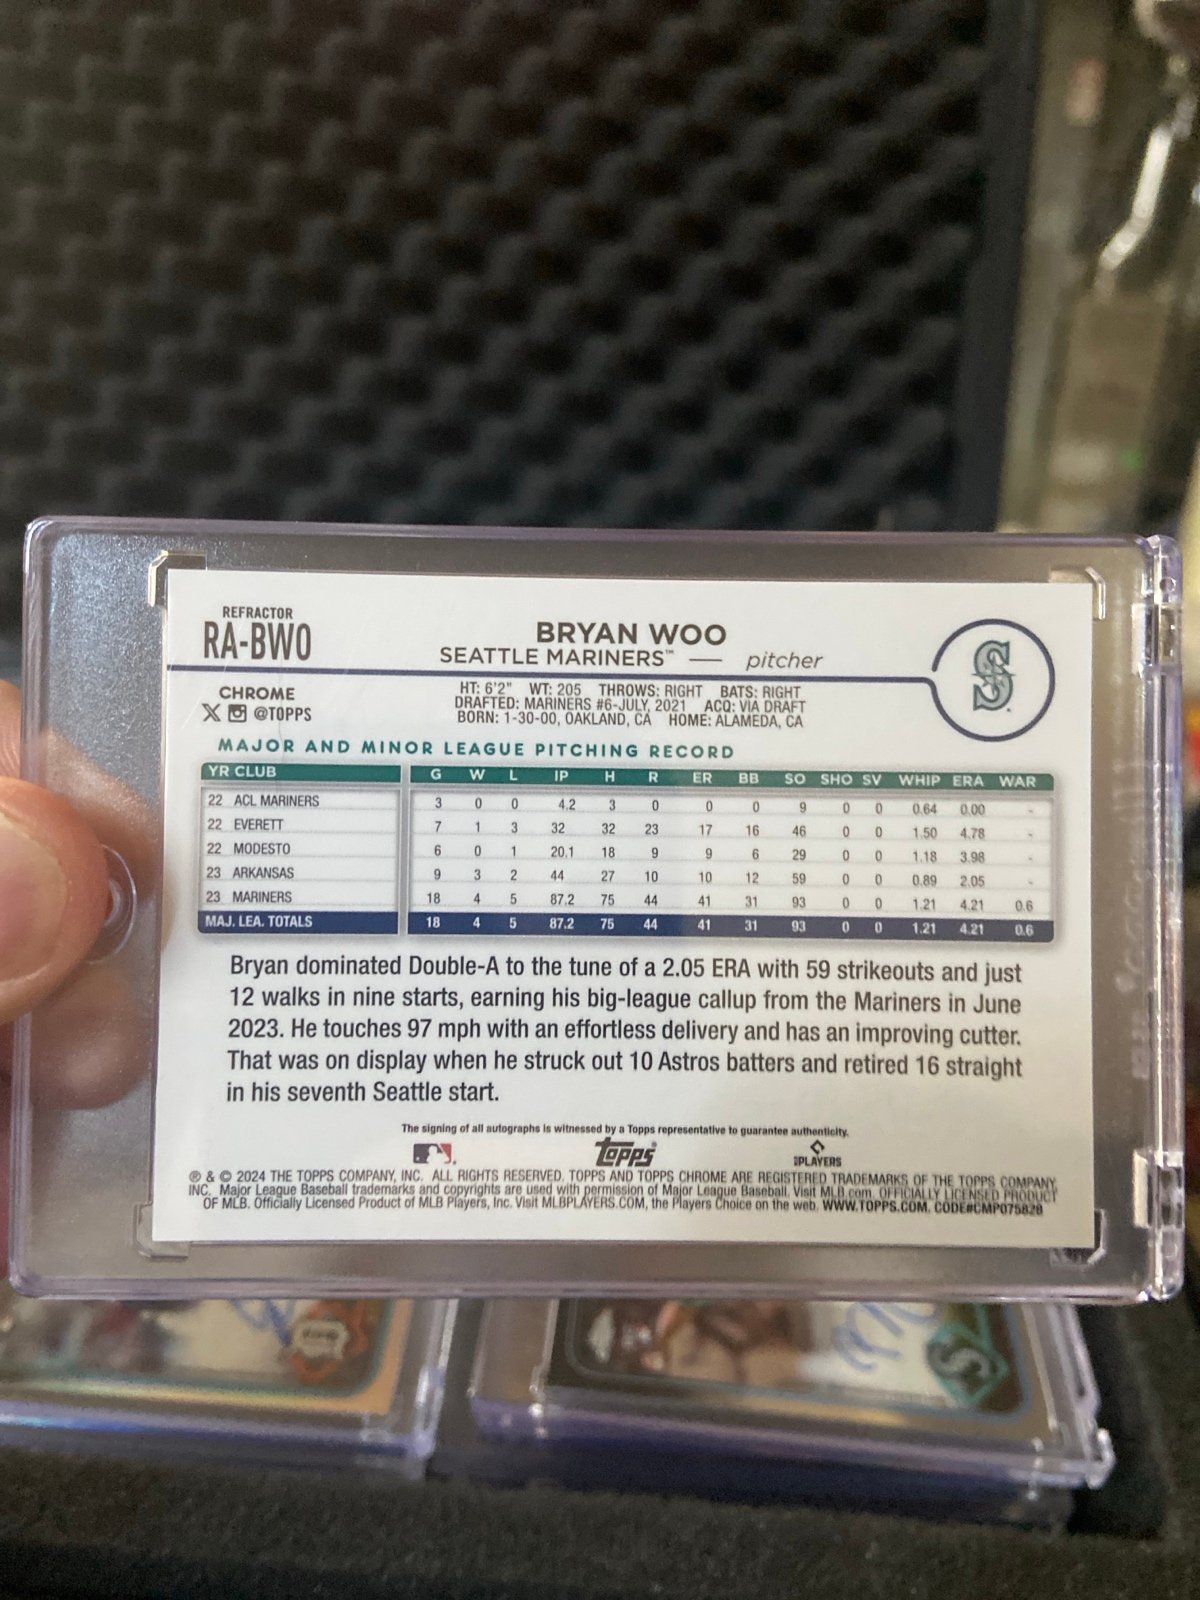 REFRACTOR
RA-BWO
BRYAN WOO
SEATTLE MARINERS™ — pitcher
S
CHROME
X @TOPPS
HT: 6'2" WT: 205 THROWS: RIGHT BATS: RIGHT
DRAFTED: MARINERS #6-JULY, 2021 ACQ: VIA DRAFT
BORN: 1-30-00, OAKLAND, CA HOME: ALAMEDA, CA
MAJOR AND MINOR LEAGUE PITCHING RECORD
YR CLUB G W L IP H R ER BB SO SHO SV WHIP ERA WAR
22 ACL MARINERS 3 0 0 4.2 3 0 0 0 9 0 0 0.64 0.00 -
22 EVERETT 7 1 3 32 32 23 17 16 46 0 0 1.50 4.78 -
22 MODESTO 6 0 1 20.1 18 9 9 6 29 0 0 1.18 3.98 -
23 ARKANSAS 9 3 2 44 27 10 10 12 59 0 0 0.89 2.05 -
23 MARINERS 18 4 5 87.2 75 44 41 31 93 0 0 1.21 4.21 0.6
MAJ. LEA. TOTALS 18 4 5 87.2 75 44 41 31 93 0 0 1.21 4.21 0.6
Bryan dominated Double-A to the tune of a 2.05 ERA with 59 strikeouts and just
12 walks in nine starts, earning his big-league callup from the Mariners in June
2023. He touches 97 mph with an effortless delivery and has an improving cutter.
That was on display when he struck out 10 Astros batters and retired 16 straight
in his seventh Seattle start.
The signing of all autographs is witnessed by a Topps representative to guarantee authenticity.
Topps
PLAYERS
® & © 2024 THE TOPPS COMPANY, INC. ALL RIGHTS RESERVED. TOPPS AND TOPPS CHROME ARE REGISTERED TRADEMARKS OF THE TOPPS COMPANY,
INC. Major League Baseball trademarks and copyrights are used with permission of Major League Baseball. Visit MLB.com. OFFICIALLY LICENSED PRODUCT
OF MLB. Officially Licensed Product of MLB Players, Inc. Visit MLBPLAYERS.COM, the Players Choice on the web. WWW.TOPPS.COM. CODE#CMP075828